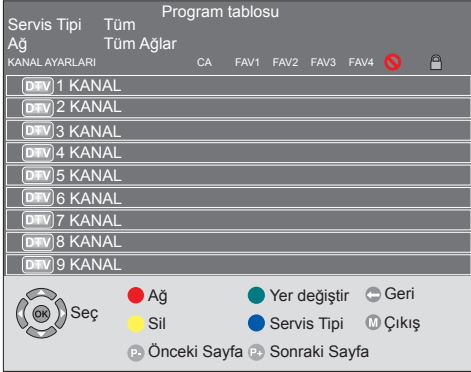 Program tablosu
Servis Tipi Tüm
Ağ Tüm Ağlar
KANAL AYARLARI CA FAV1 FAV2 FAV3 FAV4
DTV 1 KANAL
DTV 2 KANAL
DTV 3 KANAL
DTV 4 KANAL
DTV 5 KANAL
DTV 6 KANAL
DTV 7 KANAL
DTV 8 KANAL
DTV 9 KANAL
Ağ Yer değiştir Geri
OK Seç
Sil Servis Tipi M Çıkış
P- Önceki Sayfa P+ Sonraki Sayfa